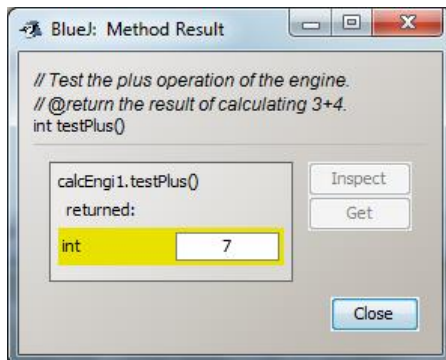 BlueJ: Method Result
// Test the plus operation of the engine.
// @return the result of calculating 3+4.
int testPlus()
calcEngi1.testPlus()
returned:
int 7
Inspect
Get
Close